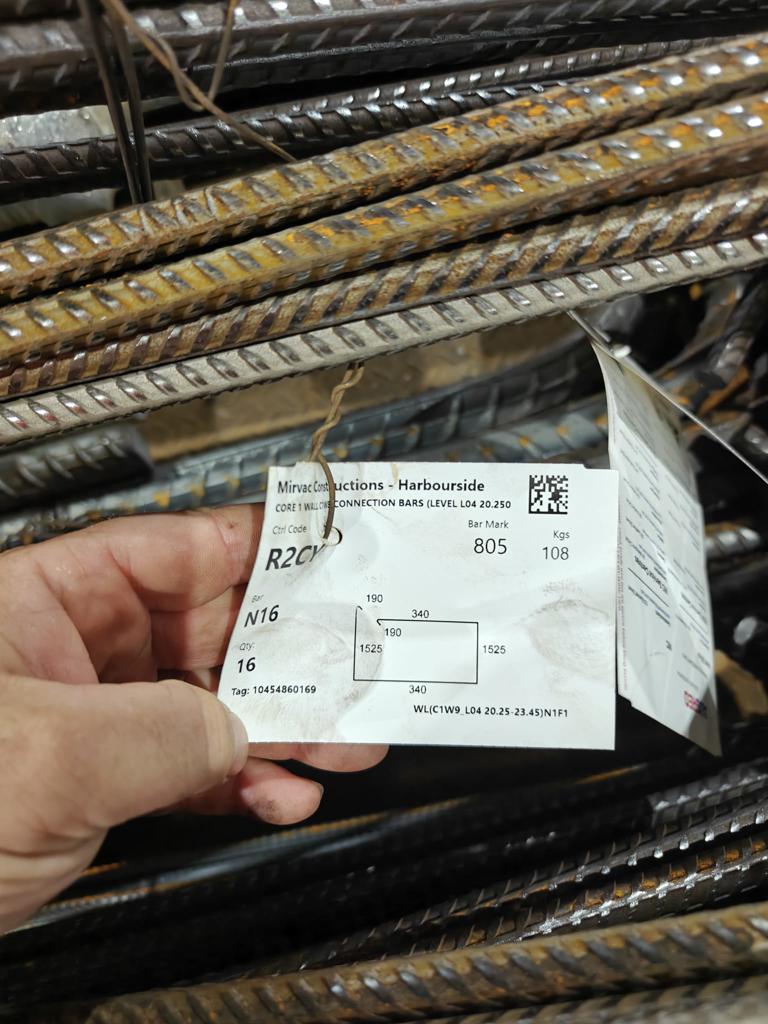 Mirvac Constructions - Harbourside
CORE 1 WALL CONNECTION BARS (LEVEL L04 20.250
Ctrl Code
Bar Mark
Kgs
R2CY
805
108
Bar
N16
Qty:
16
Tag: 10454860169
190
340
190
1525
1525
340
WL(C1W9_L04 20.25-23.45)N1F1